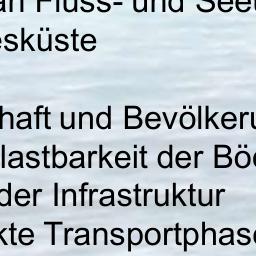 an Fluss- und Seeu
esküste
haft und Bevölkeru
lastbarkeit der Bö
der Infrastruktur
kte Transportphase